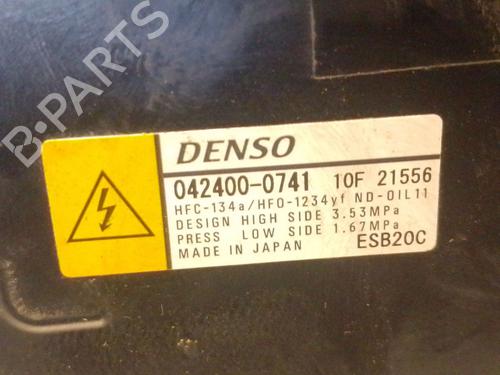 B-PARTS
DENSO
042400-0741 10F 21556
HFC-134a/HFO-1234yf ND-OIL11
DESIGN HIGH SIDE 3.53MPa
PRESS LOW SIDE 1.67MPa
MADE IN JAPAN ESB20C